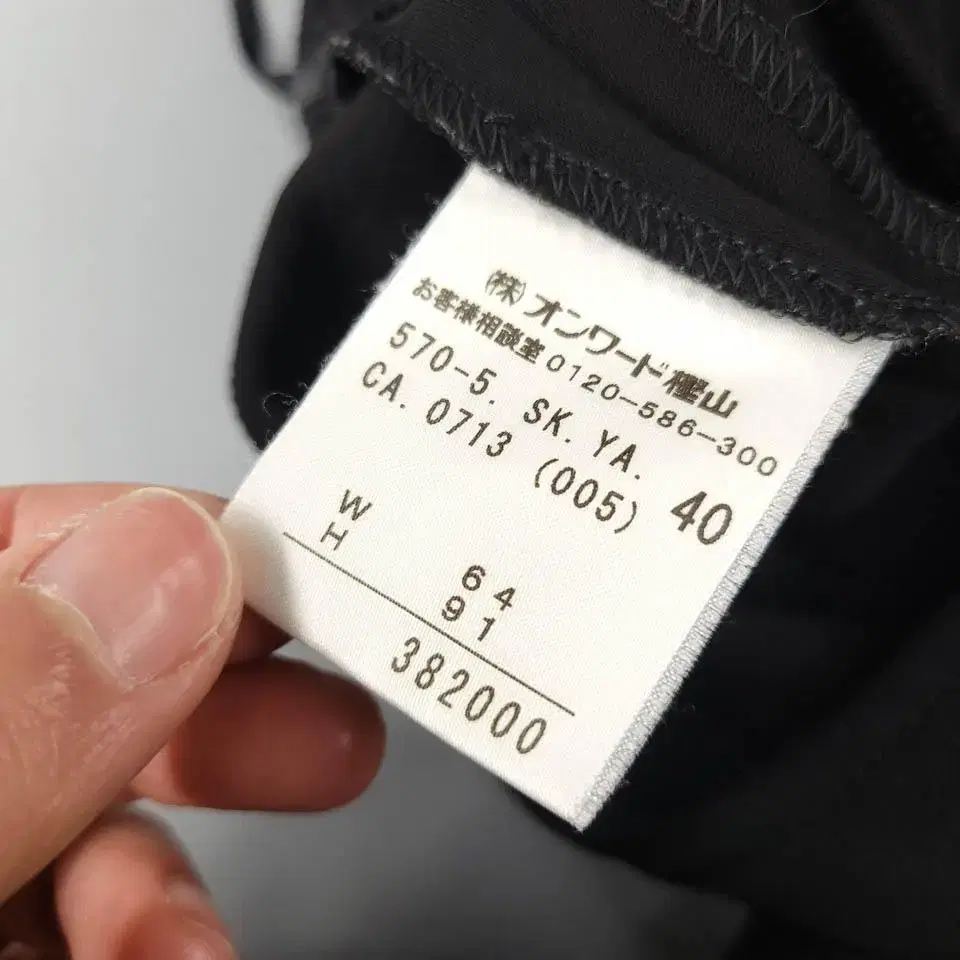 ㈱ オンワード樫山
お客様相談室 0120-586-300
570-5. SK. YA.
CA. 0713 (005) 40
W 64
H 91
382000